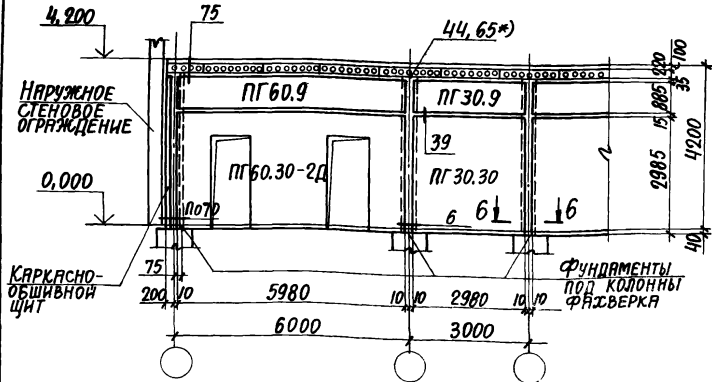 75
4,200
44,65*)
220
100
35
НАРУЖНОЕ
СТЕНОВОЕ
ОГРАЖДЕНИЕ
ПГ60.9
ПГ30.9
15
885
39
4200
ПГ60.30-2Д
ПГ30.30
2985
0,000
По70
6
6
6
40
КАРКАСНО-
ОБШИВНОЙ
ЩИТ
75
ФУНДАМЕНТЫ
ПОД КОЛОННЫ
ФАХВЕРКА
200
10
5980
10
10
2980
10
10
6000
3000